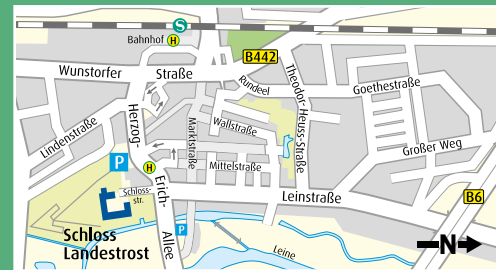 S
Bahnhof H
B442
Wunstorfer Straße
Rundeel
Theodor-Heuss-Straße
Goethestraße
Lindenstraße
Herzog-
Erich-
Allee
Marktstraße
Wallstraße
Großer Weg
P
H
Mittelstraße
Schloss-
str.
Leinstraße
B6
P
Schloss
Landestrost
Leine
N